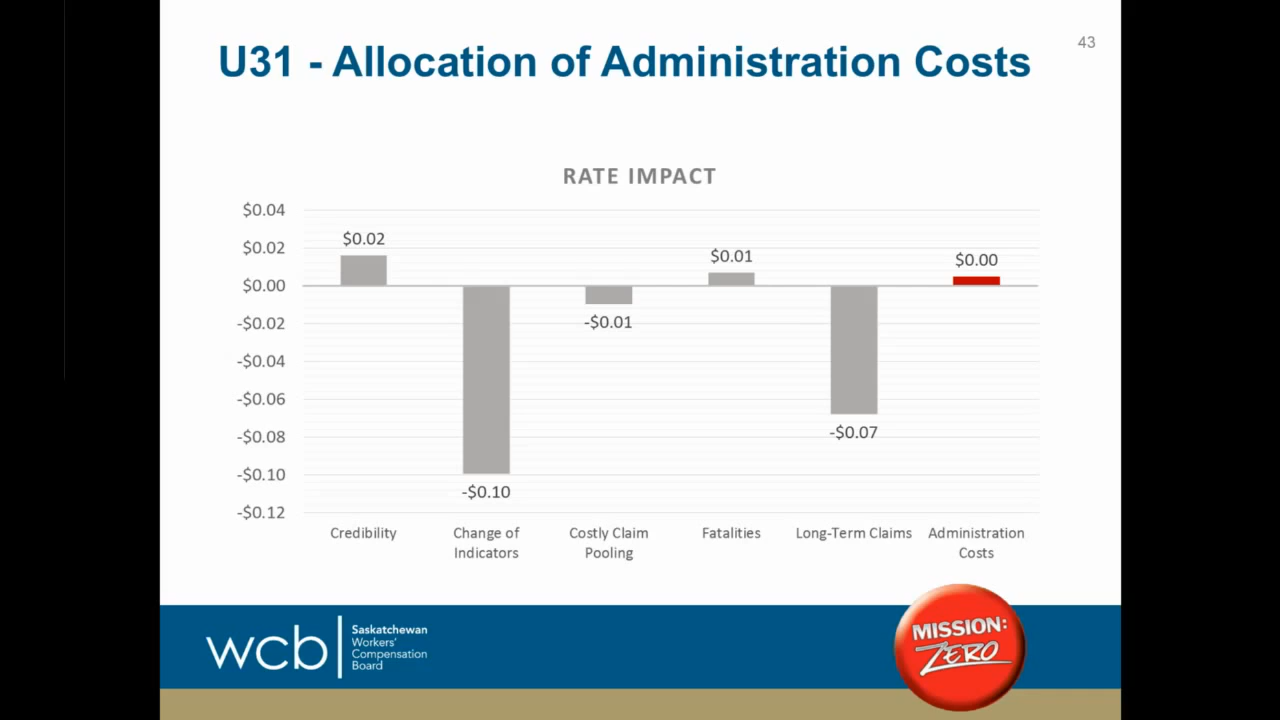 43
U31 - Allocation of Administration Costs
RATE IMPACT
$0.04
$0.02
$0.00
-$0.02
-$0.04
-$0.06
-$0.08
-$0.10
-$0.12
$0.02
-$0.10
-$0.01
$0.01
-$0.07
$0.00
Credibility
Change of
Indicators
Costly Claim
Pooling
Fatalities
Long-Term Claims
Administration
Costs
wcb
Saskatchewan
Workers'
Compensation
Board
MISSION:
ZERO